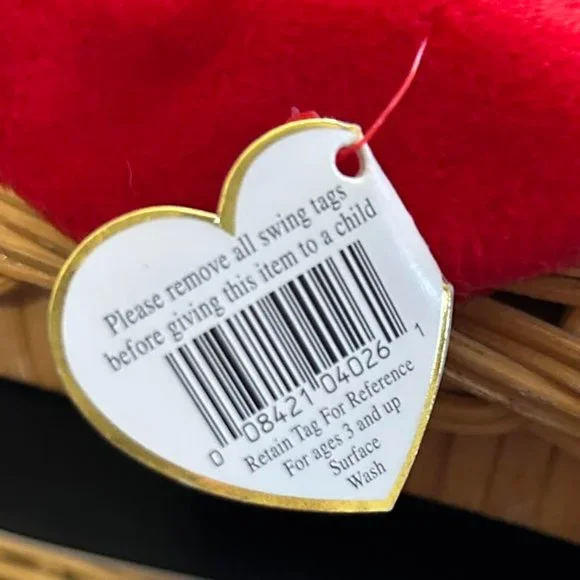 Please remove all swing tags
before giving this item to a child
0 08421 04026 1
Retain Tag For Reference
For ages 3 and up
Surface
Wash